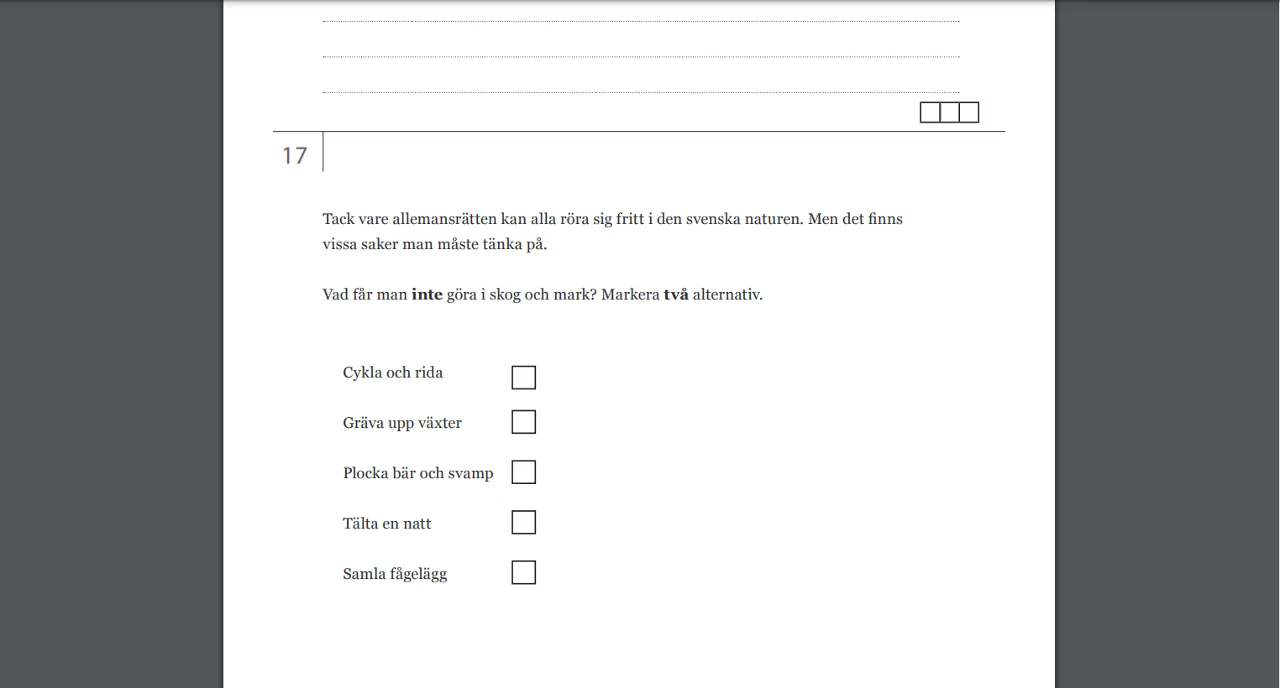 17
Tack vare allemansrätten kan alla röra sig fritt i den svenska naturen. Men det finns
vissa saker man måste tänka på.
Vad får man inte göra i skog och mark? Markera två alternativ.
Cykla och rida
Gräva upp växter
Plocka bär och svamp
Tälta en natt
Samla fågelägg